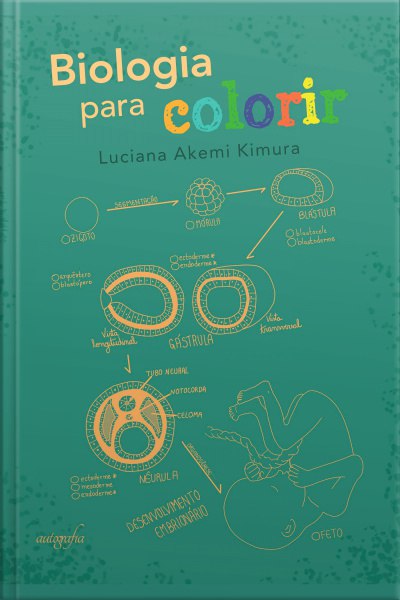 Biologia
para colorir
Luciana Akemi Kimura
SEGMENTAÇÃO
ZIGOTO
MÓRULA
BLÁSTULA
blastocele
blastoderme
ectoderme*
endoderme*
arquêntero
blastóporo
Vista longitudinal
GÁSTRULA
Vista transversal
TUBO NEURAL
NOTOCORDA
CELOMA
ectoderme*
mesoderme
endoderme*
NÊURULA
ORGANOGÊNESE
DESENVOLVIMENTO
EMBRIONÁRIO
FETO
autografia